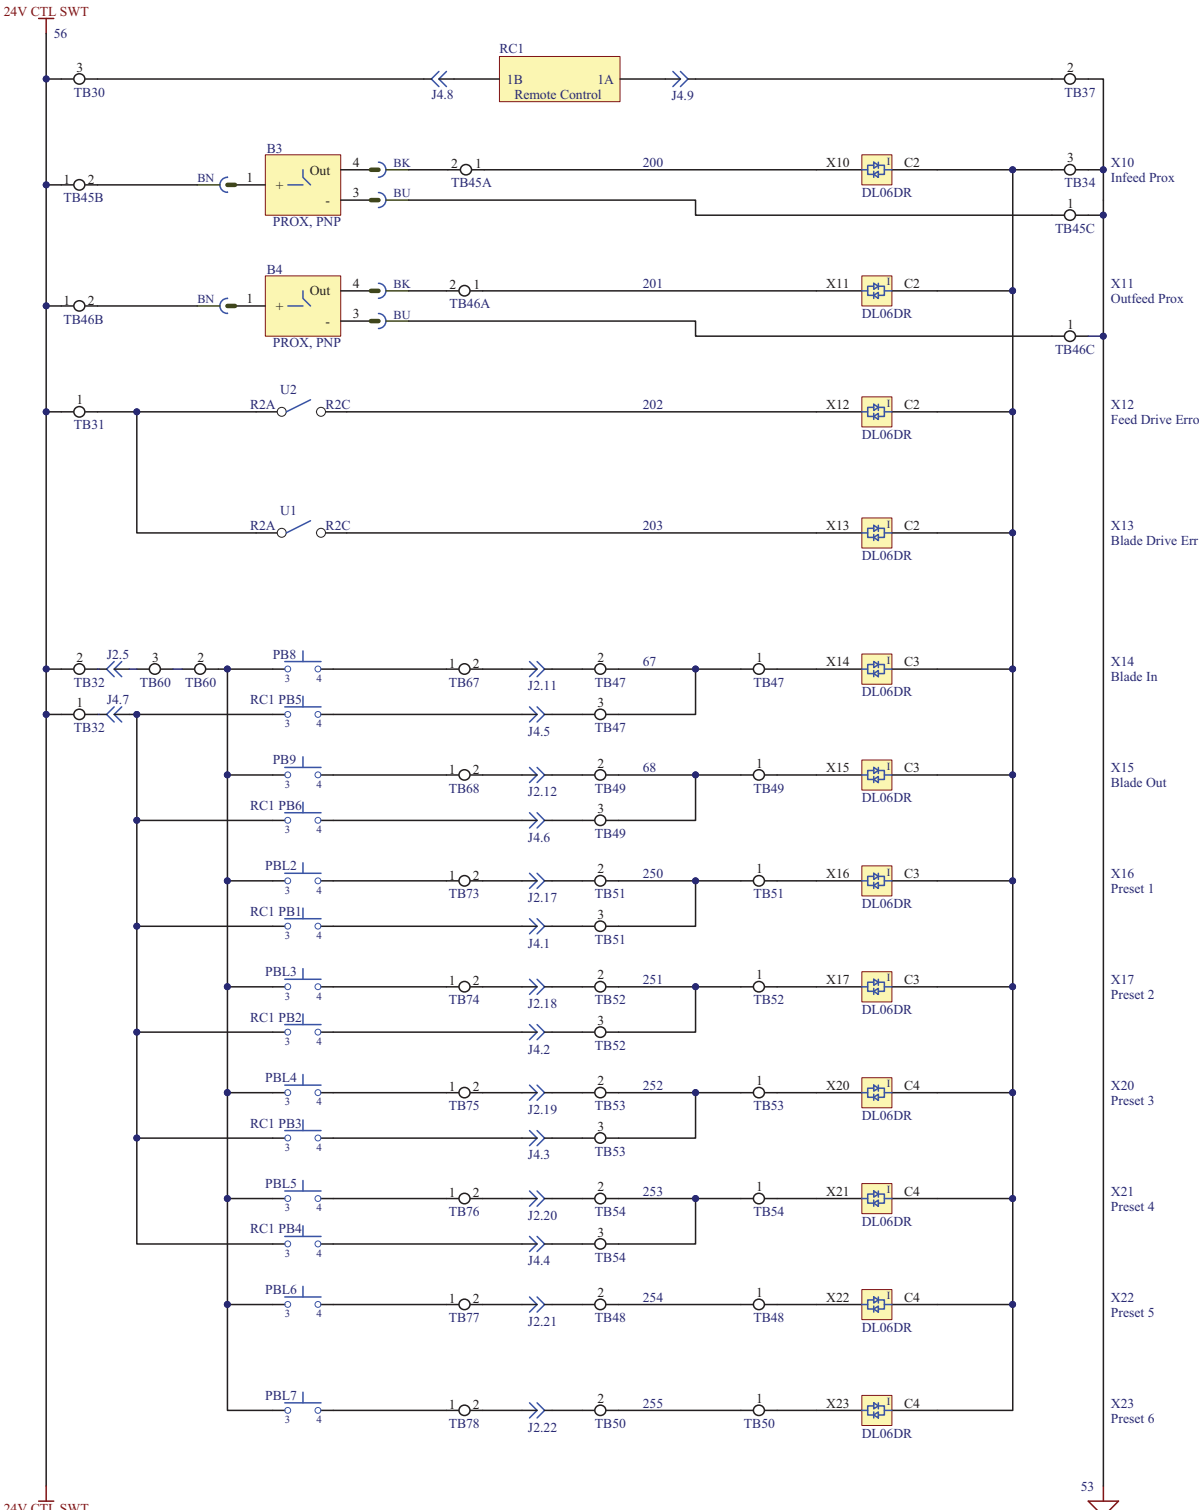 24V CTL SWT
56
RC1
3
1B 1A
2
TB30
J4.8
Remote Control
J4.9
TB37
B3
Out
4
BK
2 1
200
X10
I
C2
3
X10
Infeed Prox
1 2
BN
1
+
-
3
BU
TB45A
DL06DR
TB34
TB45B
PROX, PNP
1
TB45C
B4
Out
4
BK
2 1
201
X11
I
C2
X11
Outfeed Prox
1 2
BN
1
+
-
3
BU
TB46A
DL06DR
TB46B
PROX, PNP
1
TB46C
U2
1
R2A
R2C
202
X12
I
C2
X12
Feed Drive Erro
TB31
DL06DR
U1
R2A
R2C
203
X13
I
C2
X13
Blade Drive Err
DL06DR
2
J2.5
3
2
PB8
1 2
2
67
1
X14
I
C3
X14
Blade In
TB32
TB60
TB60
3 4
TB67
J2.11
TB47
TB47
DL06DR
1
J4.7
RC1 PB5
3
TB32
3 4
J4.5
TB47
PB9
1 2
2
68
1
X15
I
C3
X15
Blade Out
3 4
TB68
J2.12
TB49
TB49
DL06DR
RC1 PB6
3
3 4
J4.6
TB49
PBL2
1 2
2
250
1
X16
I
C3
X16
Preset 1
3 4
TB73
J2.17
TB51
TB51
DL06DR
RC1 PB1
3
3 4
J4.1
TB51
PBL3
1 2
2
251
1
X17
I
C3
X17
Preset 2
3 4
TB74
J2.18
TB52
TB52
DL06DR
RC1 PB2
3
3 4
J4.2
TB52
PBL4
1 2
2
252
1
X20
I
C4
X20
Preset 3
3 4
TB75
J2.19
TB53
TB53
DL06DR
RC1 PB3
3
3 4
J4.3
TB53
PBL5
1 2
2
253
1
X21
I
C4
X21
Preset 4
3 4
TB76
J2.20
TB54
TB54
DL06DR
RC1 PB4
3
3 4
J4.4
TB54
PBL6
1 2
2
254
1
X22
I
C4
X22
Preset 5
3 4
TB77
J2.21
TB48
TB48
DL06DR
PBL7
1 2
2
255
1
X23
I
C4
X23
Preset 6
3 4
TB78
J2.22
TB50
TB50
DL06DR
53
24V CTL SWT